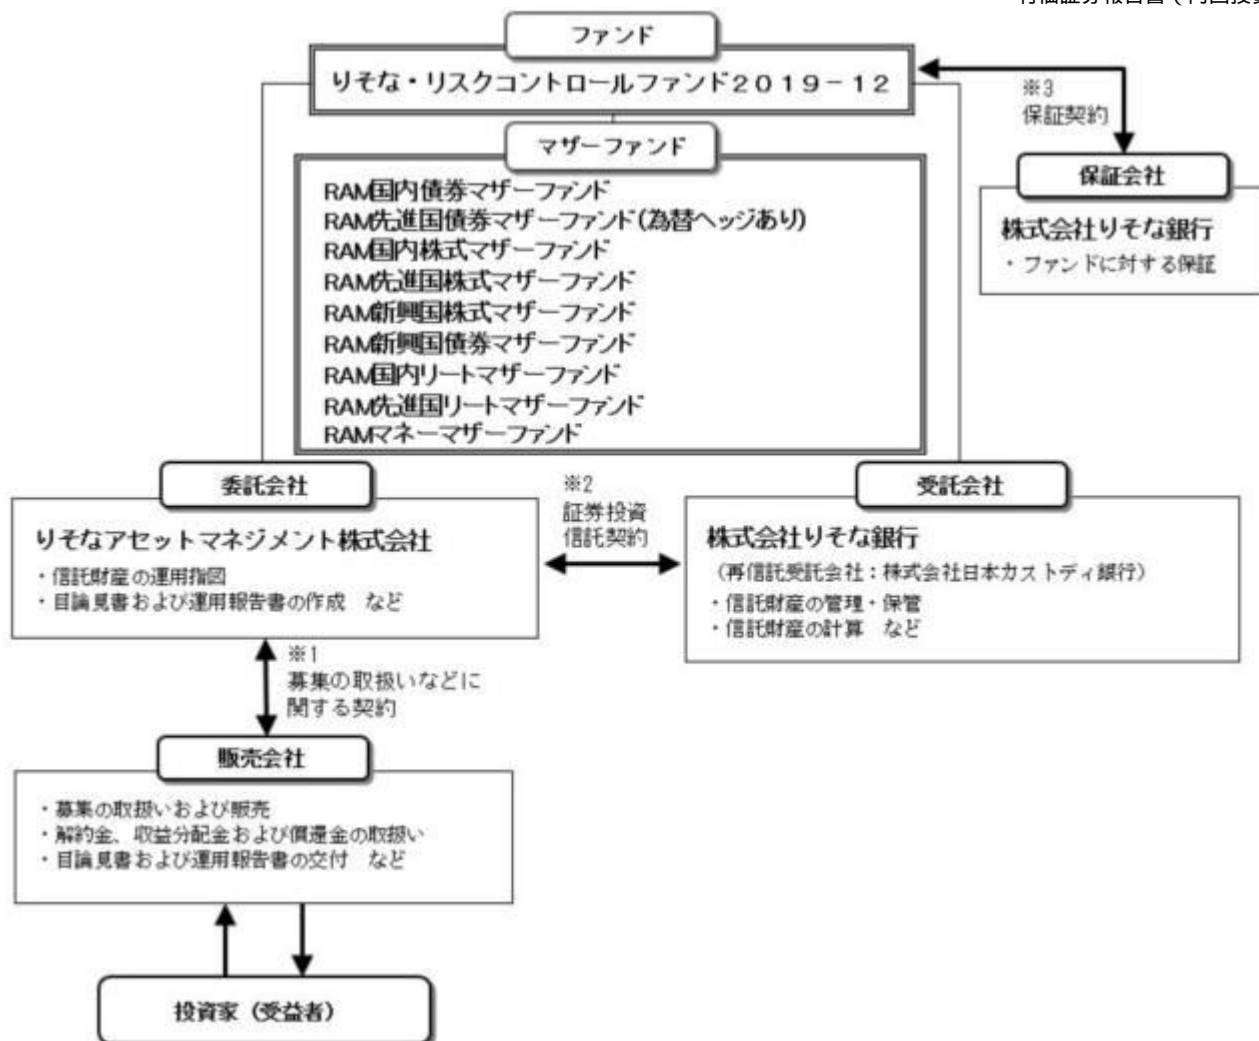 ファンド
りそな・リスクコントロールファンド2019-12
※3
保証契約
マザーファンド
RAM国内債券マザーファンド
RAM先進国債券マザーファンド(為替ヘッジあり)
RAM国内株式マザーファンド
RAM先進国株式マザーファンド
RAM新興国株式マザーファンド
RAM新興国債券マザーファンド
RAM国内リートマザーファンド
RAM先進国リートマザーファンド
RAMマネーマザーファンド
保証会社
株式会社りそな銀行
・ファンドに対する保証
委託会社
りそなアセットマネジメント株式会社
・信託財産の運用指図
・目論見書および運用報告書の作成 など
※2
証券投資
信託契約
受託会社
株式会社りそな銀行
(再信託受託会社:株式会社日本カストディ銀行)
・信託財産の管理・保管
・信託財産の計算 など
※1
募集の取扱いなどに
関する契約
販売会社
・募集の取扱いおよび販売
・解約金、収益分配金および償還金の取扱い
・目論見書および運用報告書の交付 など
投資家(受益者)